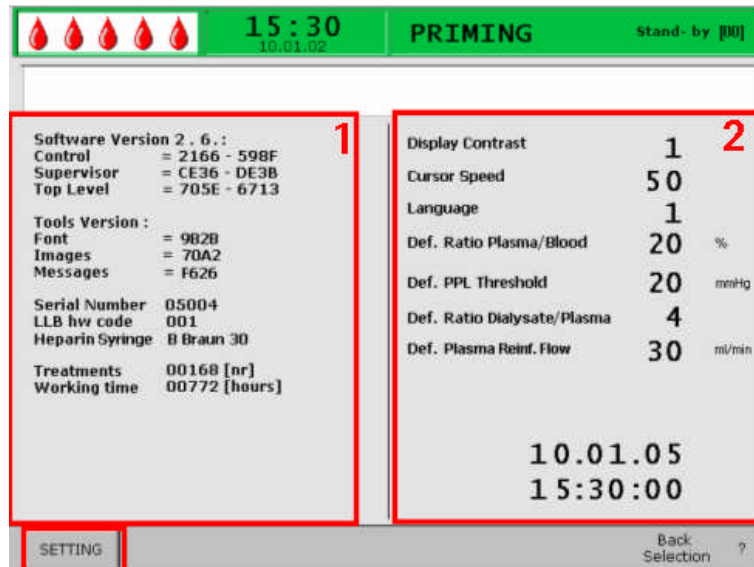 15:30
10.01.02
PRIMING
Stand- by [00]
1
Software Version 2 . 6.:
Control = 2166 - 598F
Supervisor = CE36 - DE3B
Top Level = 705E - 6713
Tools Version :
Font = 9B2B
Images = 70A2
Messages = F626
Serial Number 05004
LLB hw code 001
Heparin Syringe B Braun 30
Treatments 00168 [nr]
Working time 00772 [hours]
2
Display Contrast 1
Cursor Speed 50
Language 1
Def. Ratio Plasma/Blood 20 %
Def. PPL Threshold 20 mmHg
Def. Ratio Dialysate/Plasma 4
Def. Plasma Reinf. Flow 30 ml/min
10.01.05
15:30:00
SETTING
Back
Selection
?